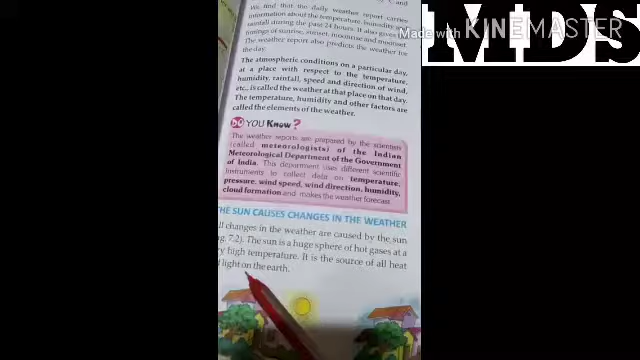 We find that the daily weather report carries
information about the temperature, humidity and
rainfall during the past 24 hours. It also gives
timings of sunrise, sunset, moonrise and moonset.
The weather report also predicts the weather for
the day.
The atmospheric conditions on a particular day,
at a place with respect to the temperature,
humidity, rainfall, speed and direction of wind,
etc., is called the weather at that place on that day.
The temperature, humidity and other factors are
called the elements of the weather.
DO YOU Know?
The weather reports are prepared by the scientists
(called meteorologists) of the Indian
Meteorological Department of the Government
of India. This department uses different scientific
instruments to collect data on temperature,
pressure, wind speed, wind direction, humidity,
cloud formation and makes the weather forecast.
THE SUN CAUSES CHANGES IN THE WEATHER
changes in the weather are caused by the sun
7.2). The sun is a huge sphere of hot gases at a
high temperature. It is the source of all heat
light on the earth.
Made with KINEMASTER
MDS